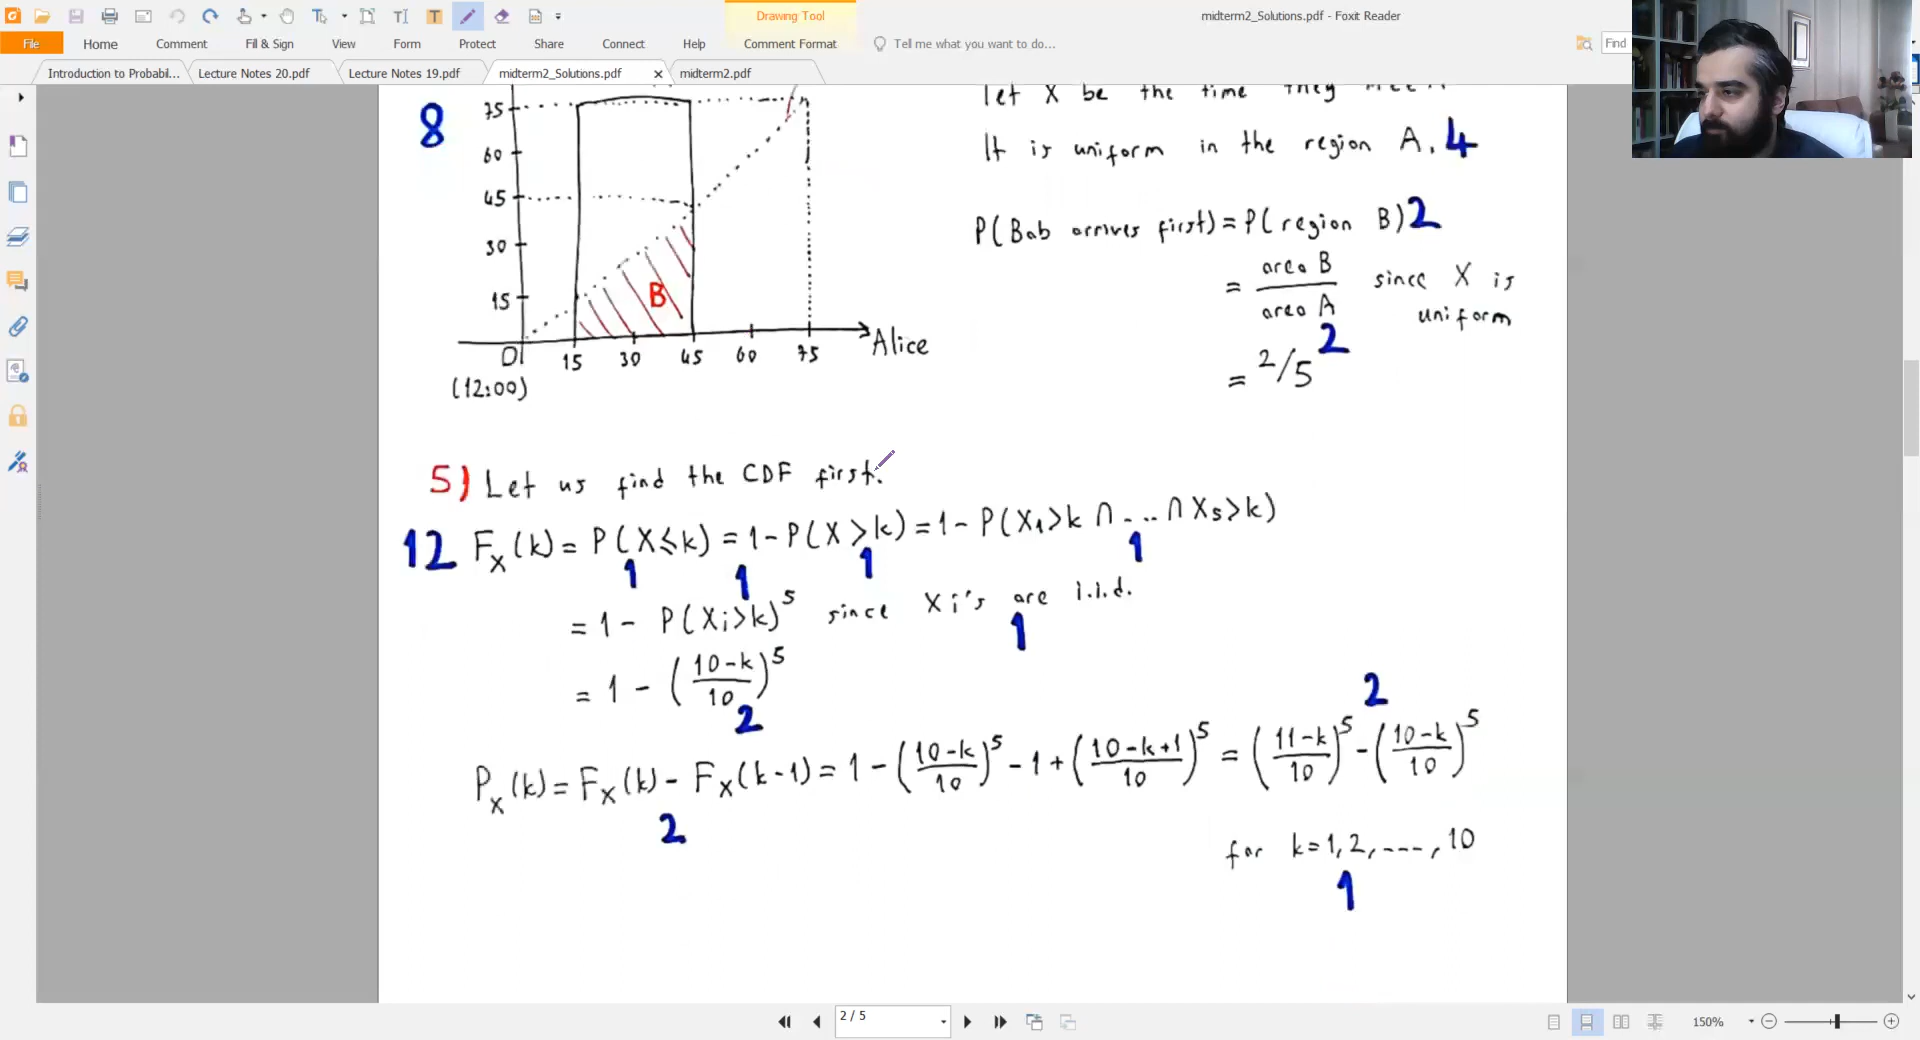 midterm2_Solutions.pdf - Foxit Reader
Drawing Tool
File Home Comment Fill & Sign View Form Protect Share Connect Help Comment Format Tell me what you want to do... Find
Introduction to Probabil... Lecture Notes 20.pdf Lecture Notes 19.pdf midterm2_Solutions.pdf midterm2.pdf
let X be the time they
8
75
60
45
30
15
0
15 30 45 60 75
(12:00)
Alice
B
It is uniform in the region A. 4
P(Bob arrives first) = P(region B) 2
= area B / area A since X is uniform
= 2/5 2
5) Let us find the CDF first.
12 F_X(k) = P(X≤k) = 1 - P(X>k) = 1 - P(X₁>k ∩ ... ∩ X₅>k)
1 1 1 1
= 1 - P(Xi>k)^5 since Xi's are i.i.d.
1
= 1 - ((10-k)/10)^5
2
2
P_X(k) = F_X(k) - F_X(k-1) = 1 - ((10-k)/10)^5 - 1 + ((10-k+1)/10)^5 = ((11-k)/10)^5 - ((10-k)/10)^5
2
for k=1,2,----,10
1
2 / 5
150%